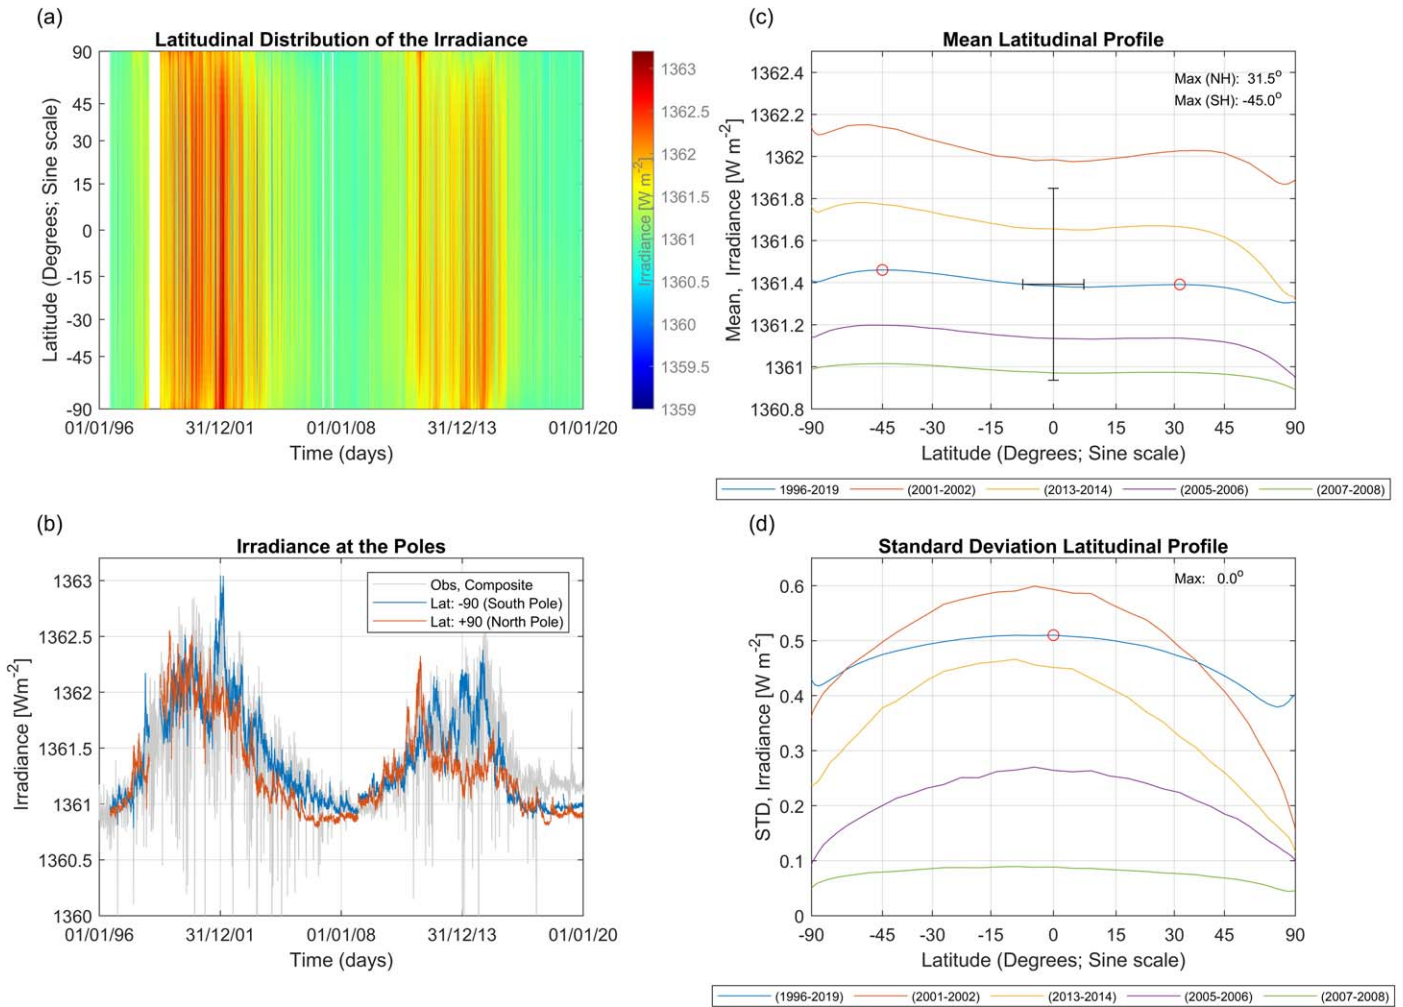 (a)
Latitudinal Distribution of the Irradiance
Latitude (Degrees; Sine scale)
90
45
30
15
0
-15
-30
-45
-90
01/01/96 31/12/01 01/01/08 31/12/13 01/01/20
Time (days)
1363
1362.5
1362
1361.5
1361
1360.5
1360
1359.5
1359
Irradiance [W m-2]
(b)
Irradiance at the Poles
Irradiance [Wm-2]
1363
1362.5
1362
1361.5
1361
1360.5
1360
01/01/96 31/12/01 01/01/08 31/12/13 01/01/20
Time (days)
Obs, Composite
Lat: -90 (South Pole)
Lat: +90 (North Pole)
(c)
Mean Latitudinal Profile
Mean, Irradiance [W m-2]
1362.4
1362.2
1362
1361.8
1361.6
1361.4
1361.2
1361
1360.8
Max (NH): 31.5o
Max (SH): -45.0o
-90 -45 -30 -15 0 15 30 45 90
Latitude (Degrees; Sine scale)
1996-2019 (2001-2002) (2013-2014) (2005-2006) (2007-2008)
(d)
Standard Deviation Latitudinal Profile
STD, Irradiance [W m-2]
0.6
0.5
0.4
0.3
0.2
0.1
0
Max: 0.0o
-90 -45 -30 -15 0 15 30 45 90
Latitude (Degrees; Sine scale)
(1996-2019) (2001-2002) (2013-2014) (2005-2006) (2007-2008)